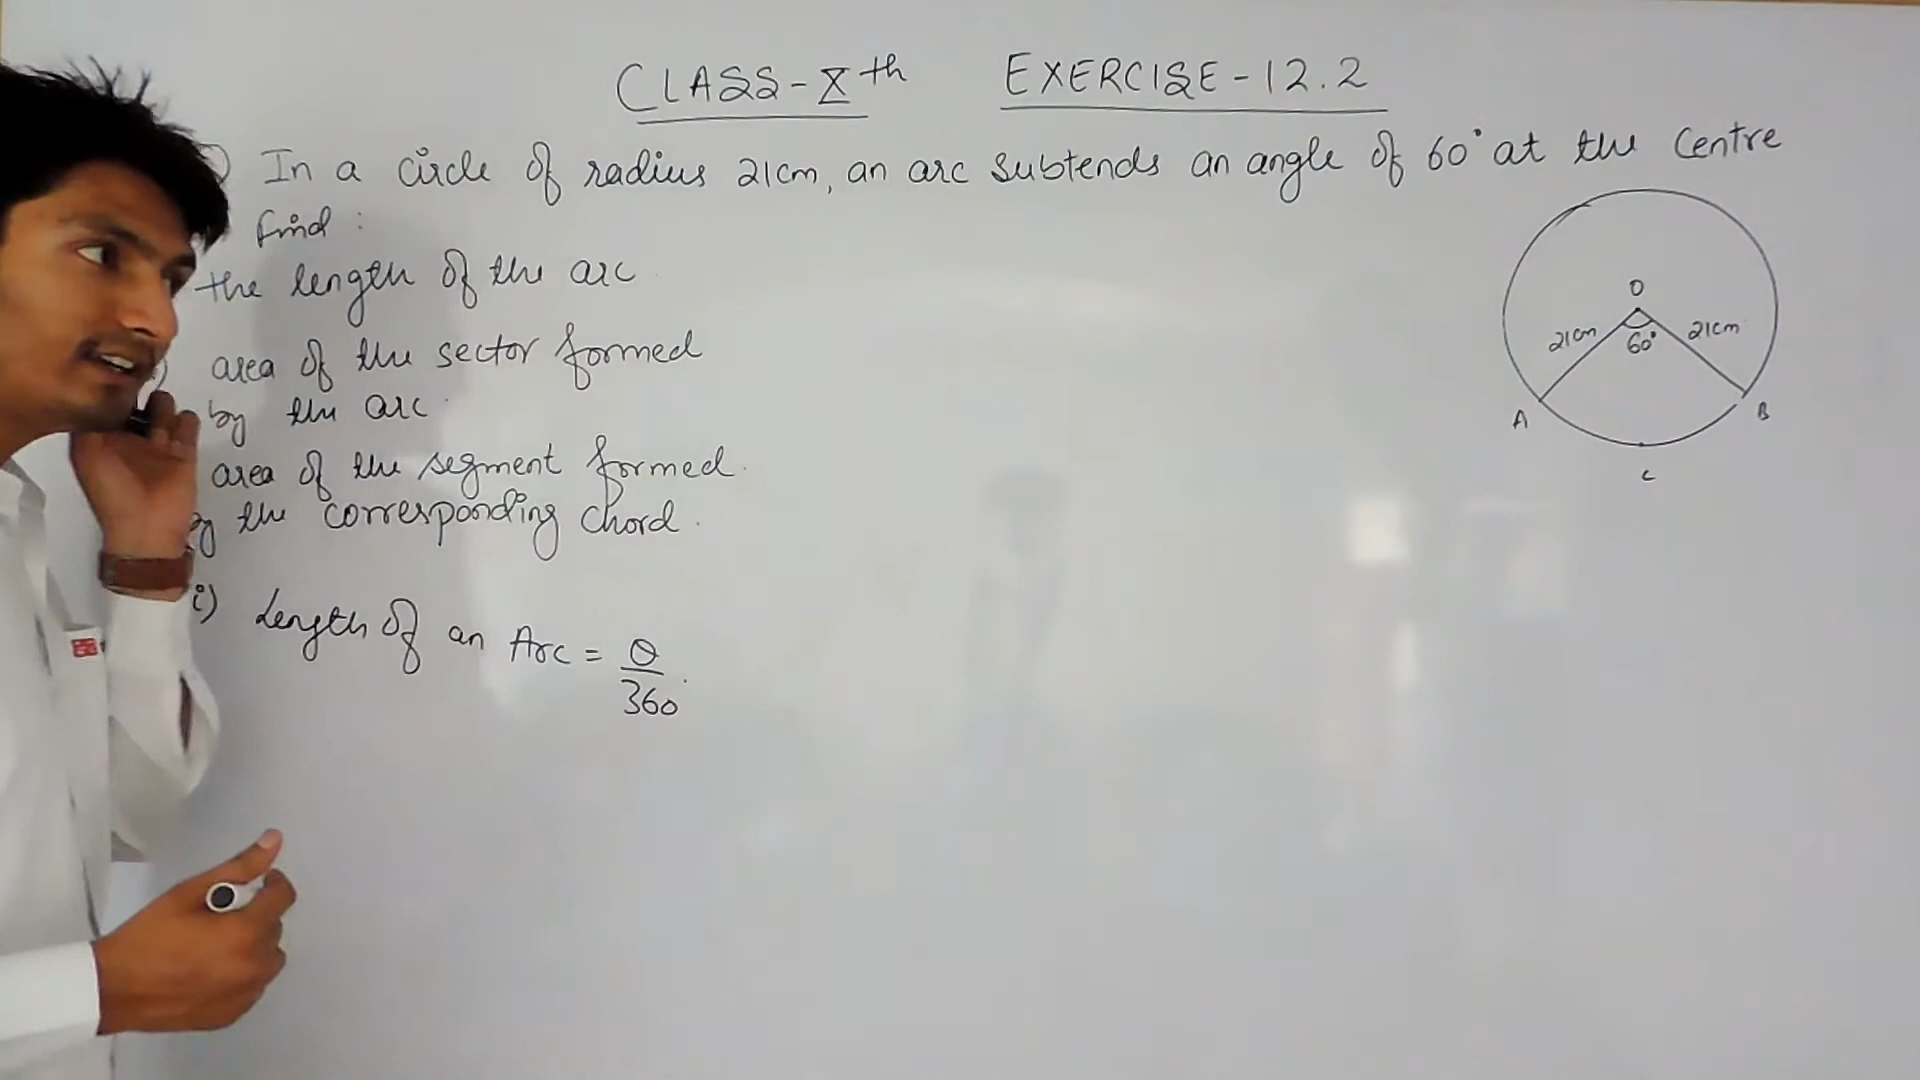 CLASS-Xth EXERCISE-12.2
) In a circle of radius 21cm, an arc subtends an angle of 60° at the Centre
find :
the length of the arc
) area of the sector formed
by the arc.
area of the segment formed.
the corresponding chord.
i) Length of an Arc = θ
360
O
21cm 60° 21cm
A B
C